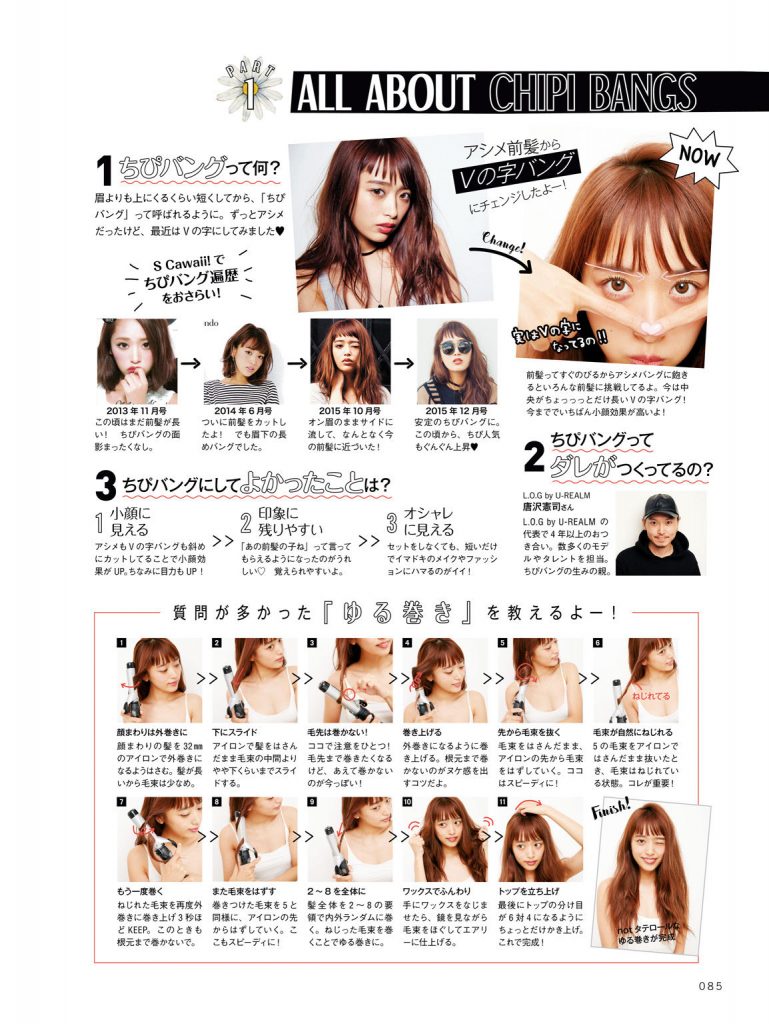 PART
1
ALL ABOUT CHIPI BANGS
1 ちぴバングって何?
眉よりも上にくるくらい短くしてから、「ちぴ
バング」って呼ばれるように。ずっとアシメ
だったけど、最近はVの字にしてみました♥
S Cawaii!で
ちぴバング遍歴
をおさらい!
アシメ前髪から
Vの字バング
にチェンジしたよー!
Change!
NOW
実はVの字に
なってるの!!
前髪ってすぐのびるからアシメバングに飽き
るといろんな前髪に挑戦してるよ。今は中
央がちょっっっとだけ長いVの字バング!
今まででいちばん小顔効果が高いよ!
ndo
2013年11月号
この頃はまだ前髪が長
い! ちぴバングの面
影まったくなし。
2014年6月号
ついに前髪をカットし
たよ! でも眉下の長
めバングでした。
2015年10月号
オン眉のままサイドに
流して、なんとなく今
の前髪に近づいた!
2015年12月号
安定のちぴバングに。
この頃から、ちぴ人気
もぐんぐん上昇♥
2 ちぴバングって
ダレがつくってるの?
L.O.G by U-REALM
唐沢憲司さん
L.O.G by U-REALM の
代表で4年以上のおつ
き合い。数多くのモデ
ルやタレントを担当。
ちぴバングの生みの親。
3 ちぴバングにしてよかったことは?
1 小顔に
見える
アシメもVの字バングも斜め
にカットしてることで小顔効
果がUP。ちなみに目力もUP!
>>
2 印象に
残りやすい
「あの前髪の子ね」って言って
もらえるようになったのがうれ
しい♡ 覚えられやすいよ。
>>
3 オシャレ
に見える
セットをしなくても、短いだけ
でイマドキのメイクやファッシ
ョンにハマるのがイイ!
質問が多かった『ゆる巻き』を教えるよー!
1
顔まわりは外巻きに
顔まわりの髪を32mm
のアイロンで外巻きに
なるようはさむ。髪が長
いから毛束は少なめ。
2
下にスライド
アイロンで髪をはさん
だまま毛束の中間より
やや下くらいまでスライ
ドする。
3
毛先は巻かない!
ココで注意をひとつ!
毛先まで巻きたくなる
けど、あえて巻かない
のが今っぽい!
4
巻き上げる
外巻きになるように巻
き上げる。根元まで巻
かないのがヌケ感を出
すコツだよ。
5
先から毛束を抜く
毛束をはさんだまま、
アイロンの先から毛束
をはずしていく。ココ
はスピーディに!
6
ねじれてる
毛束が自然にねじれる
5の毛束をアイロンで
はさんだまま抜いたと
き、毛束はねじれてい
る状態。コレが重要!
7
もう一度巻く
ねじれた毛束を再度外
巻きに巻き上げ3秒ほ
どKEEP。このときも
根元まで巻かないで。
8
また毛束をはずす
巻きつけた毛束を5と
同様に、アイロンの先
からはずしていく。こ
こもスピーディに!
9
2~8を全体に
髪全体を2~8の要
領で内外ランダムに巻
く。ねじった毛束を巻
くことでゆる巻きに。
10
ワックスでふんわり
手にワックスをなじま
せたら、鏡を見ながら
毛束をほぐしてエアリ
ーに仕上げる。
11
トップを立ち上げ
最後にトップの分け目
が6対4になるように
ちょっとだけかき上げ。
これで完成!
Finish!
not タテロールな
ゆる巻きが完成
085